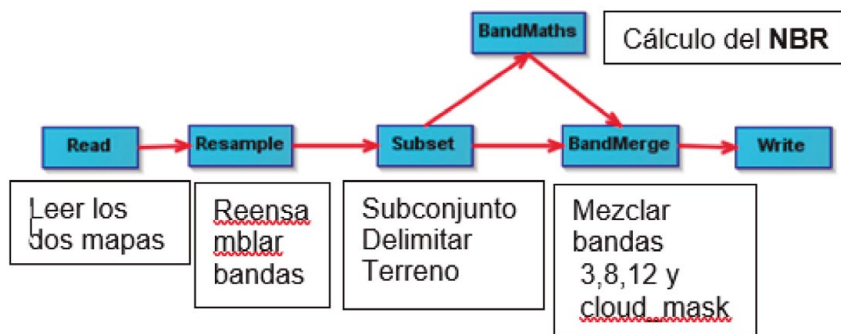 BandMaths
Cálculo del NBR
Read
Resample
Subset
BandMerge
Write
Leer los
dos mapas
Reensa
mblar
bandas
Subconjunto
Delimitar
Terreno
Mezclar
bandas
3,8,12 y
cloud_mask